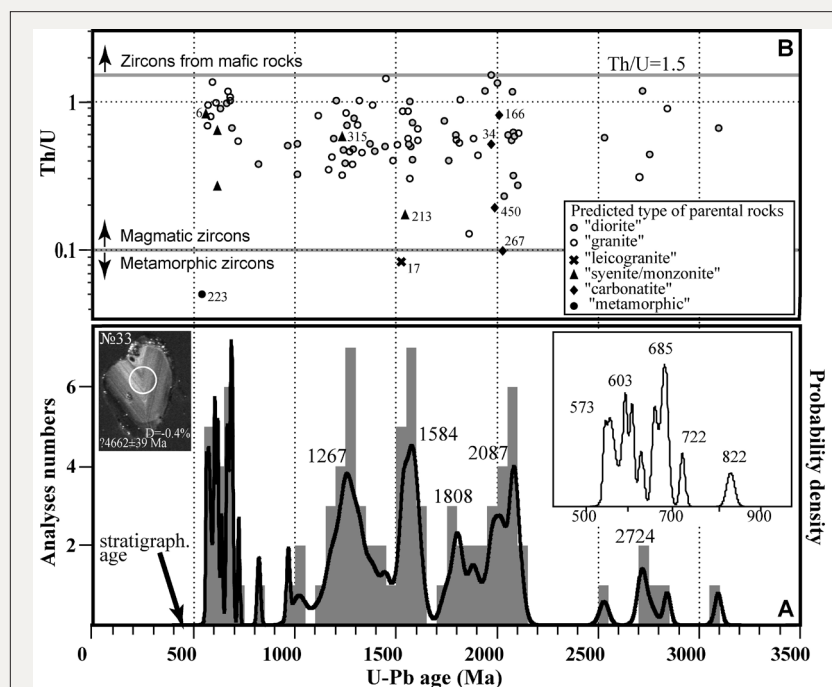 B
Zircons from mafic rocks
Th/U=1.5
1
0.1
Th/U
6
315
166
34
213
450
267
17
223
Magmatic zircons
Metamorphic zircons
Predicted type of parental rocks
"diorite"
"granite"
"leicogranite"
"syenite/monzonite"
"carbonatite"
"metamorphic"
№33
D=-0.4%
?4662±39 Ma
6
4
2
Analyses numbers
Probability density
stratigraph.
age
1267
1584
1808
2087
2724
573
603
685
722
822
500
700
900
A
0
500
1000
1500
2000
2500
3000
3500
U-Pb age (Ma)